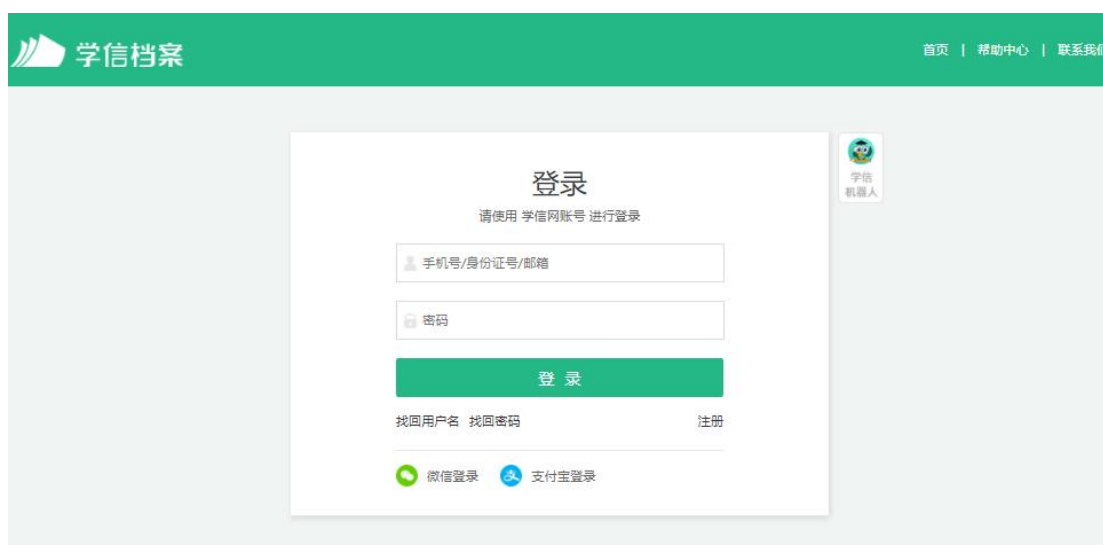 学信档案
首页 | 帮助中心 | 联系我们
登录
请使用 学信网账号 进行登录
学信
机器人
手机号/身份证号/邮箱
密码
登 录
找回用户名 找回密码 注册
微信登录 支付宝登录